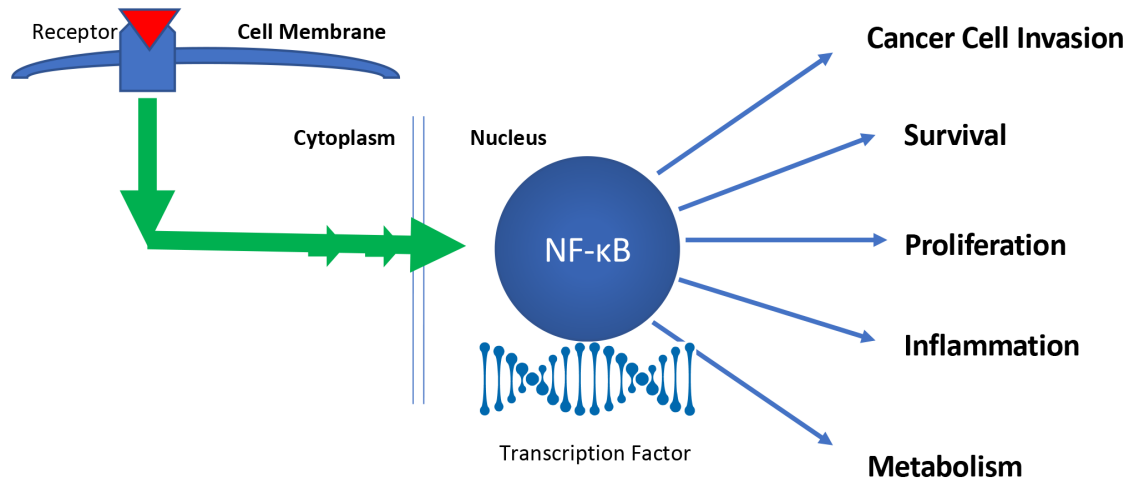 Receptor
Cell Membrane
Cancer Cell Invasion
Cytoplasm
Nucleus
Survival
NF-κB
Proliferation
Inflammation
Transcription Factor
Metabolism